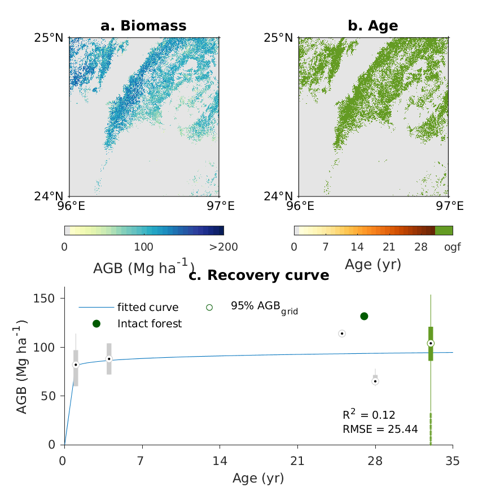 a. Biomass
b. Age
25°N
24°N
96°E
97°E
25°N
24°N
96°E
97°E
0
100
>200
AGB (Mg ha⁻¹)
0
7
14
21
28
ogf
Age (yr)
c. Recovery curve
150
100
50
0
AGB (Mg ha⁻¹)
fitted curve
Intact forest
95% AGB_grid
R² = 0.12
RMSE = 25.44
0
7
14
21
28
35
Age (yr)